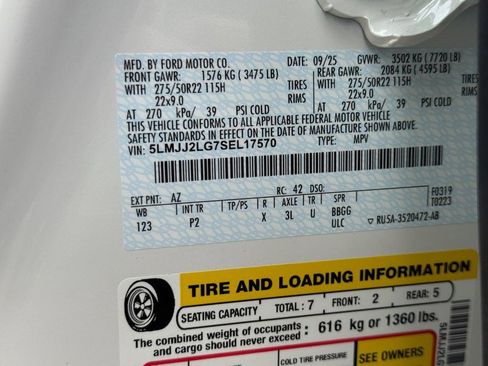 MFD. BY FORD MOTOR CO.
DATE: 09/25 GVWR: 3502 KG ( 7720 LB)
FRONT GAWR: 1576 KG ( 3475 LB) REAR GAWR: 2084 KG ( 4595 LB)
WITH 275/50R22 115H TIRES WITH 275/50R22 115H TIRES
22x9.0 RIMS 22x9.0 RIMS
AT 270 kPa/ 39 PSI COLD AT 270 kPa/ 39 PSI COLD
THIS VEHICLE CONFORMS TO ALL APPLICABLE FEDERAL MOTOR VEHICLE
SAFETY STANDARDS IN EFFECT ON THE DATE OF MANUFACTURE SHOWN ABOVE.
VIN: 5LMJJ2LG7SEL17570 TYPE: MPV
EXT PNT: AZ RC: 42 DSO: F0319
WB INT TR TP/PS R AXLE TR SPR T0223
123 P2 X 3L U BBGG
ULC ▽ RU5A-3520472-AB
TIRE AND LOADING INFORMATION
SEATING CAPACITY TOTAL: 7 FRONT: 2 REAR: 5
The combined weight of occupants and cargo should never exceed: 616 kg or 1360 lbs.
COLD TIRE PRESSURE SEE OWNERS
5LMJJ2LG